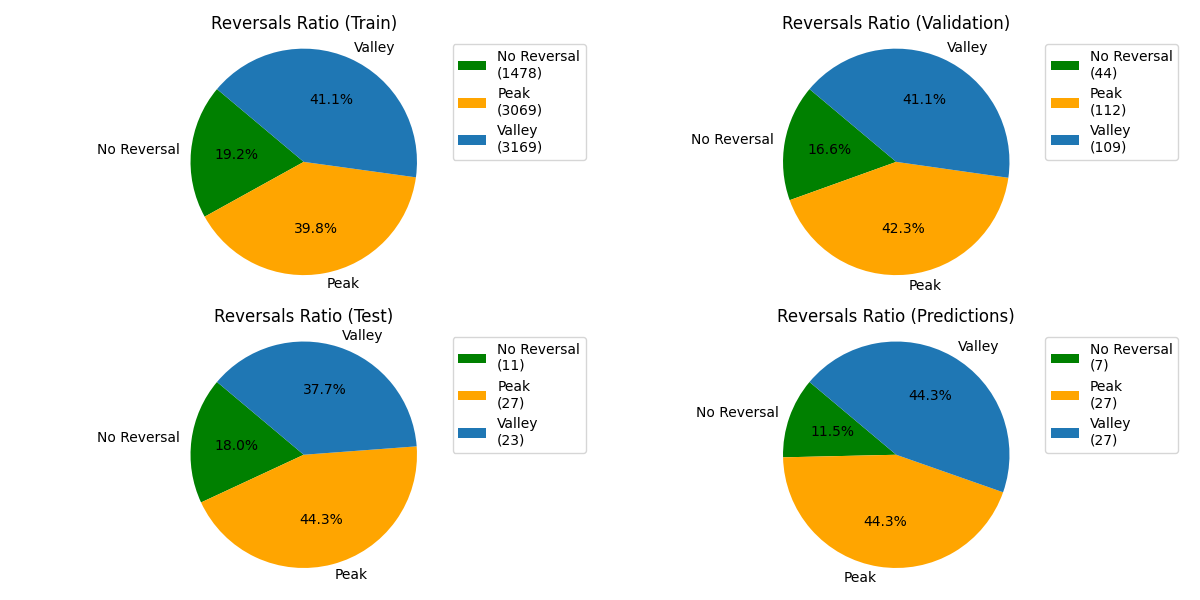 Reversals Ratio (Train)
Valley
41.1%
No Reversal
19.2%
39.8%
Peak
No Reversal
(1478)
Peak
(3069)
Valley
(3169)
Reversals Ratio (Validation)
Valley
41.1%
No Reversal
16.6%
42.3%
Peak
No Reversal
(44)
Peak
(112)
Valley
(109)
Reversals Ratio (Test)
Valley
37.7%
No Reversal
18.0%
44.3%
Peak
No Reversal
(11)
Peak
(27)
Valley
(23)
Reversals Ratio (Predictions)
Valley
44.3%
No Reversal
11.5%
44.3%
Peak
No Reversal
(7)
Peak
(27)
Valley
(27)